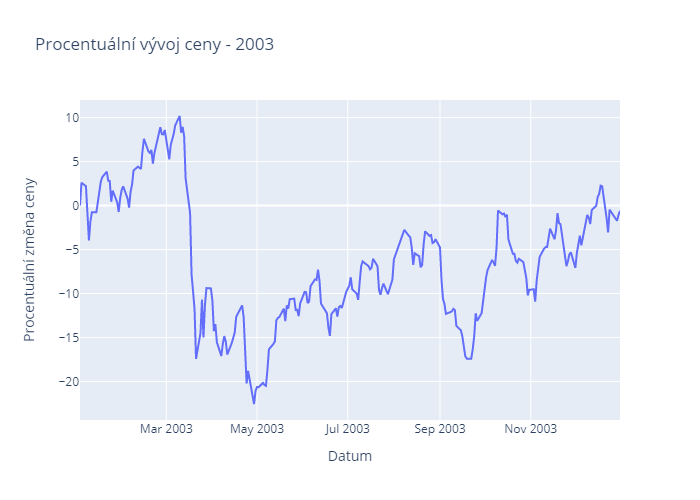 Procentuální vývoj ceny - 2003
Procentuální změna ceny
10
5
0
−5
−10
−15
−20
Mar 2003
May 2003
Jul 2003
Sep 2003
Nov 2003
Datum